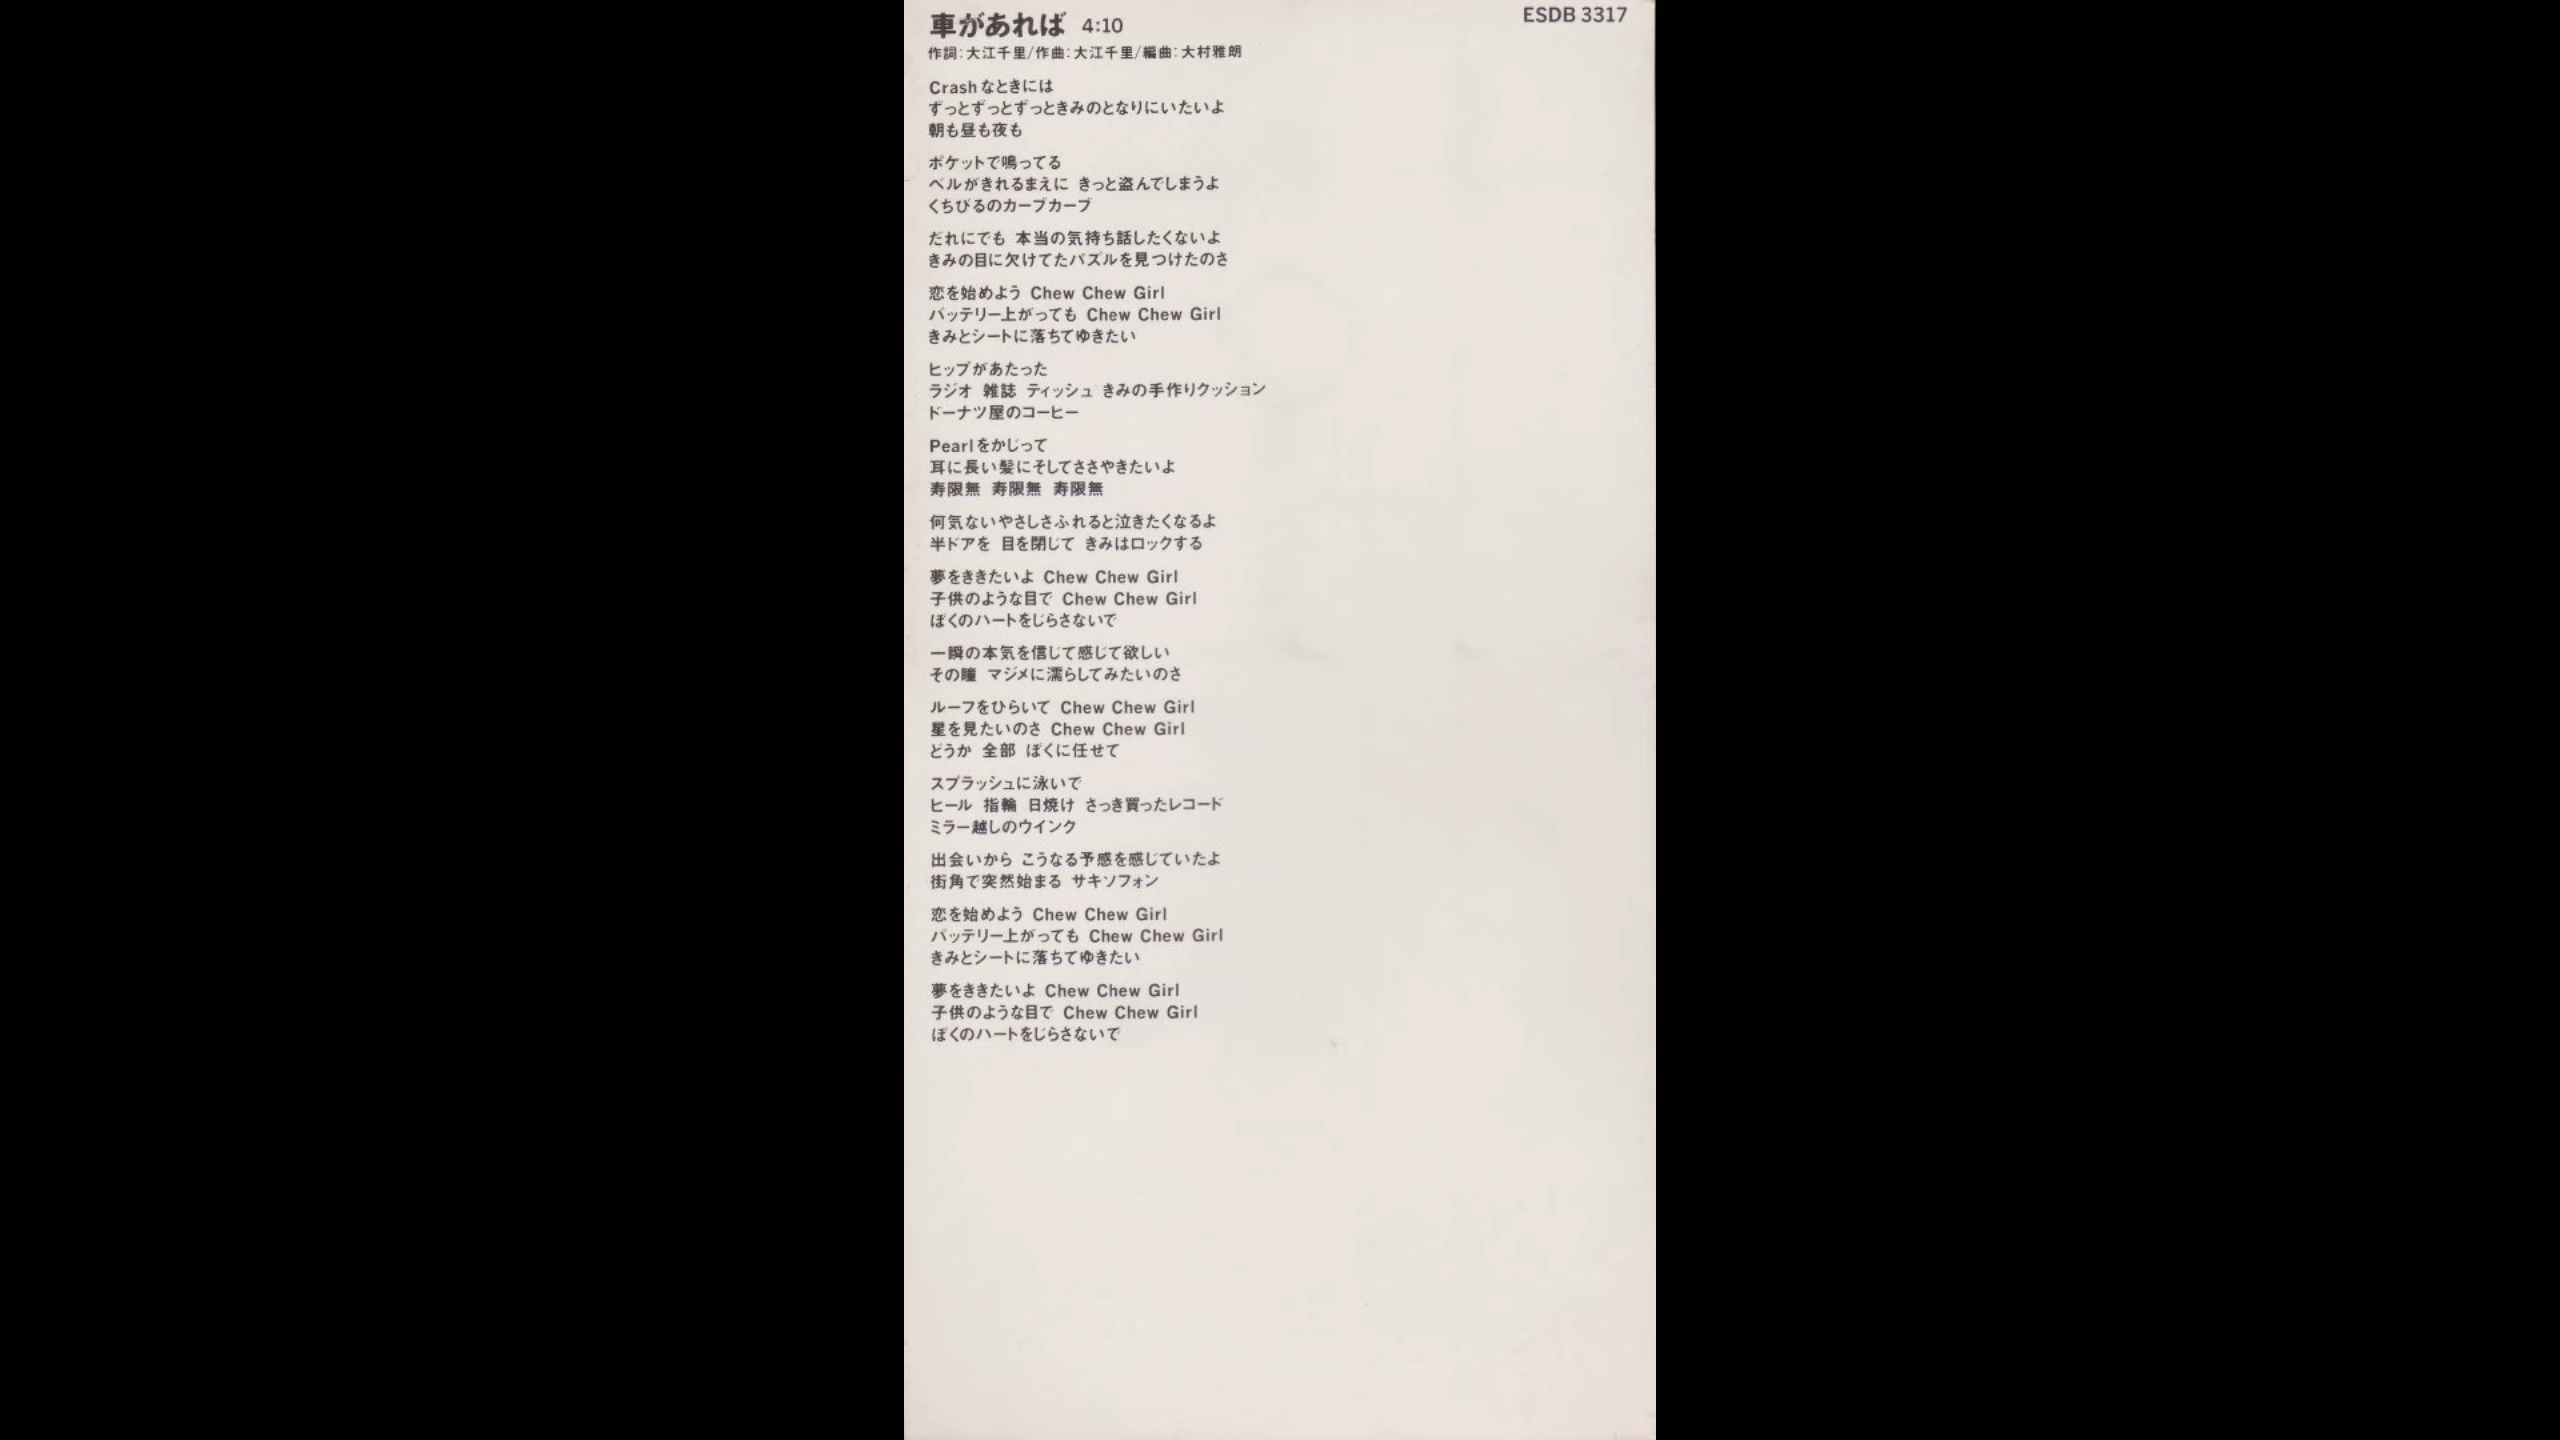 車があれば 4:10
ESDB 3317
作詞:大江千里/作曲:大江千里/編曲:大村雅朗
Crashなときには
ずっとずっとずっときみのとなりにいたいよ
朝も昼も夜も
ポケットで鳴ってる
ベルがきれるまえに きっと盗んでしまうよ
くちびるのカーブカーブ
だれにでも 本当の気持ち話したくないよ
きみの目に欠けてたパズルを見つけたのさ
恋を始めよう Chew Chew Girl
バッテリー上がっても Chew Chew Girl
きみとシートに落ちてゆきたい
ヒップがあたった
ラジオ 雑誌 ティッシュ きみの手作りクッション
ドーナツ屋のコーヒー
Pearlをかじって
耳に長い髪にそしてささやきたいよ
寿限無 寿限無 寿限無
何気ないやさしさふれると泣きたくなるよ
半ドアを 目を閉じて きみはロックする
夢をききたいよ Chew Chew Girl
子供のような目で Chew Chew Girl
ぼくのハートをじらさないで
一瞬の本気を信じて感じて欲しい
その瞳 マジメに濡らしてみたいのさ
ルーフをひらいて Chew Chew Girl
星を見たいのさ Chew Chew Girl
どうか 全部 ぼくに任せて
スプラッシュに泳いで
ヒール 指輪 日焼け さっき買ったレコード
ミラー越しのウインク
出会いから こうなる予感を感じていたよ
街角で突然始まる サキソフォン
恋を始めよう Chew Chew Girl
バッテリー上がっても Chew Chew Girl
きみとシートに落ちてゆきたい
夢をききたいよ Chew Chew Girl
子供のような目で Chew Chew Girl
ぼくのハートをじらさないで